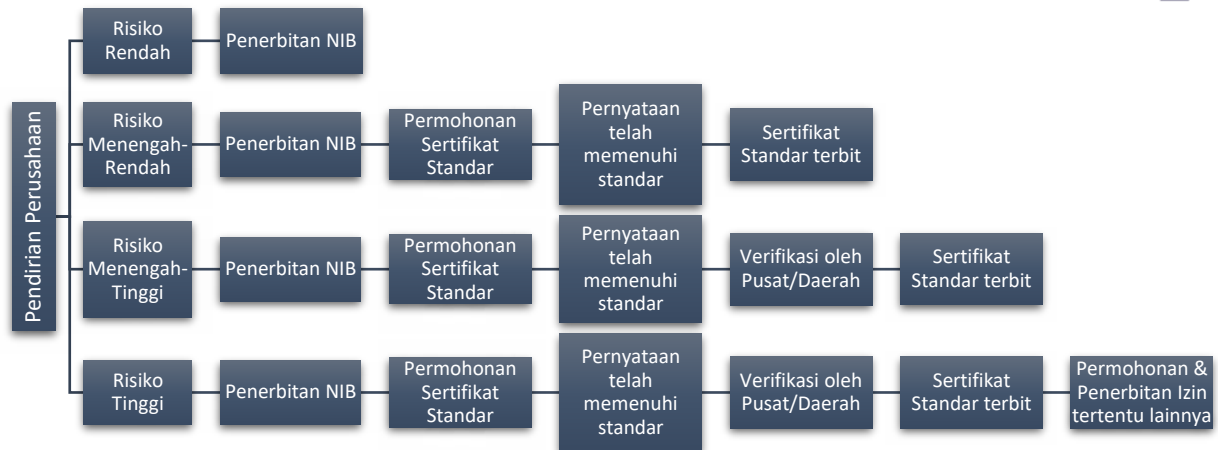 Pendirian Perusahaan
Risiko
Rendah
Penerbitan NIB
Risiko
Menengah-
Rendah
Penerbitan NIB
Permohonan
Sertifikat
Standar
Pernyataan
telah
memenuhi
standar
Sertifikat
Standar terbit
Risiko
Menengah-
Tinggi
Penerbitan NIB
Permohonan
Sertifikat
Standar
Pernyataan
telah
memenuhi
standar
Verifikasi oleh
Pusat/Daerah
Sertifikat
Standar terbit
Risiko
Tinggi
Penerbitan NIB
Permohonan
Sertifikat
Standar
Pernyataan
telah
memenuhi
standar
Verifikasi oleh
Pusat/Daerah
Sertifikat
Standar terbit
Permohonan &
Penerbitan Izin
tertentu lainnya